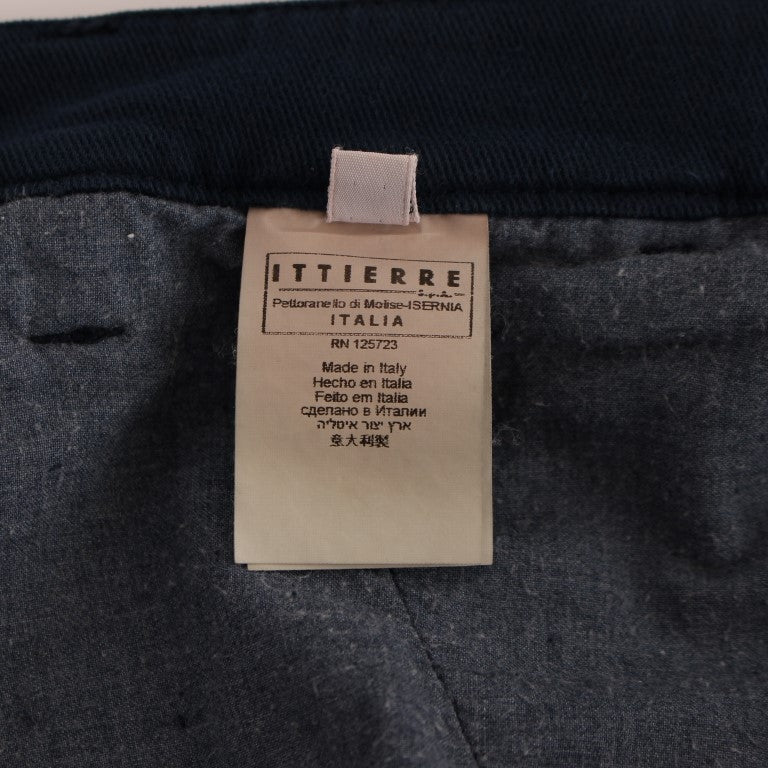 ITTIERRE
S.p.A.
Pettoranello di Molise-ISERNIA
ITALIA
RN 125723
Made in Italy
Hecho en Italia
Feito em Italia
сделано в Италии
ארץ יצור איטליה
意大利製